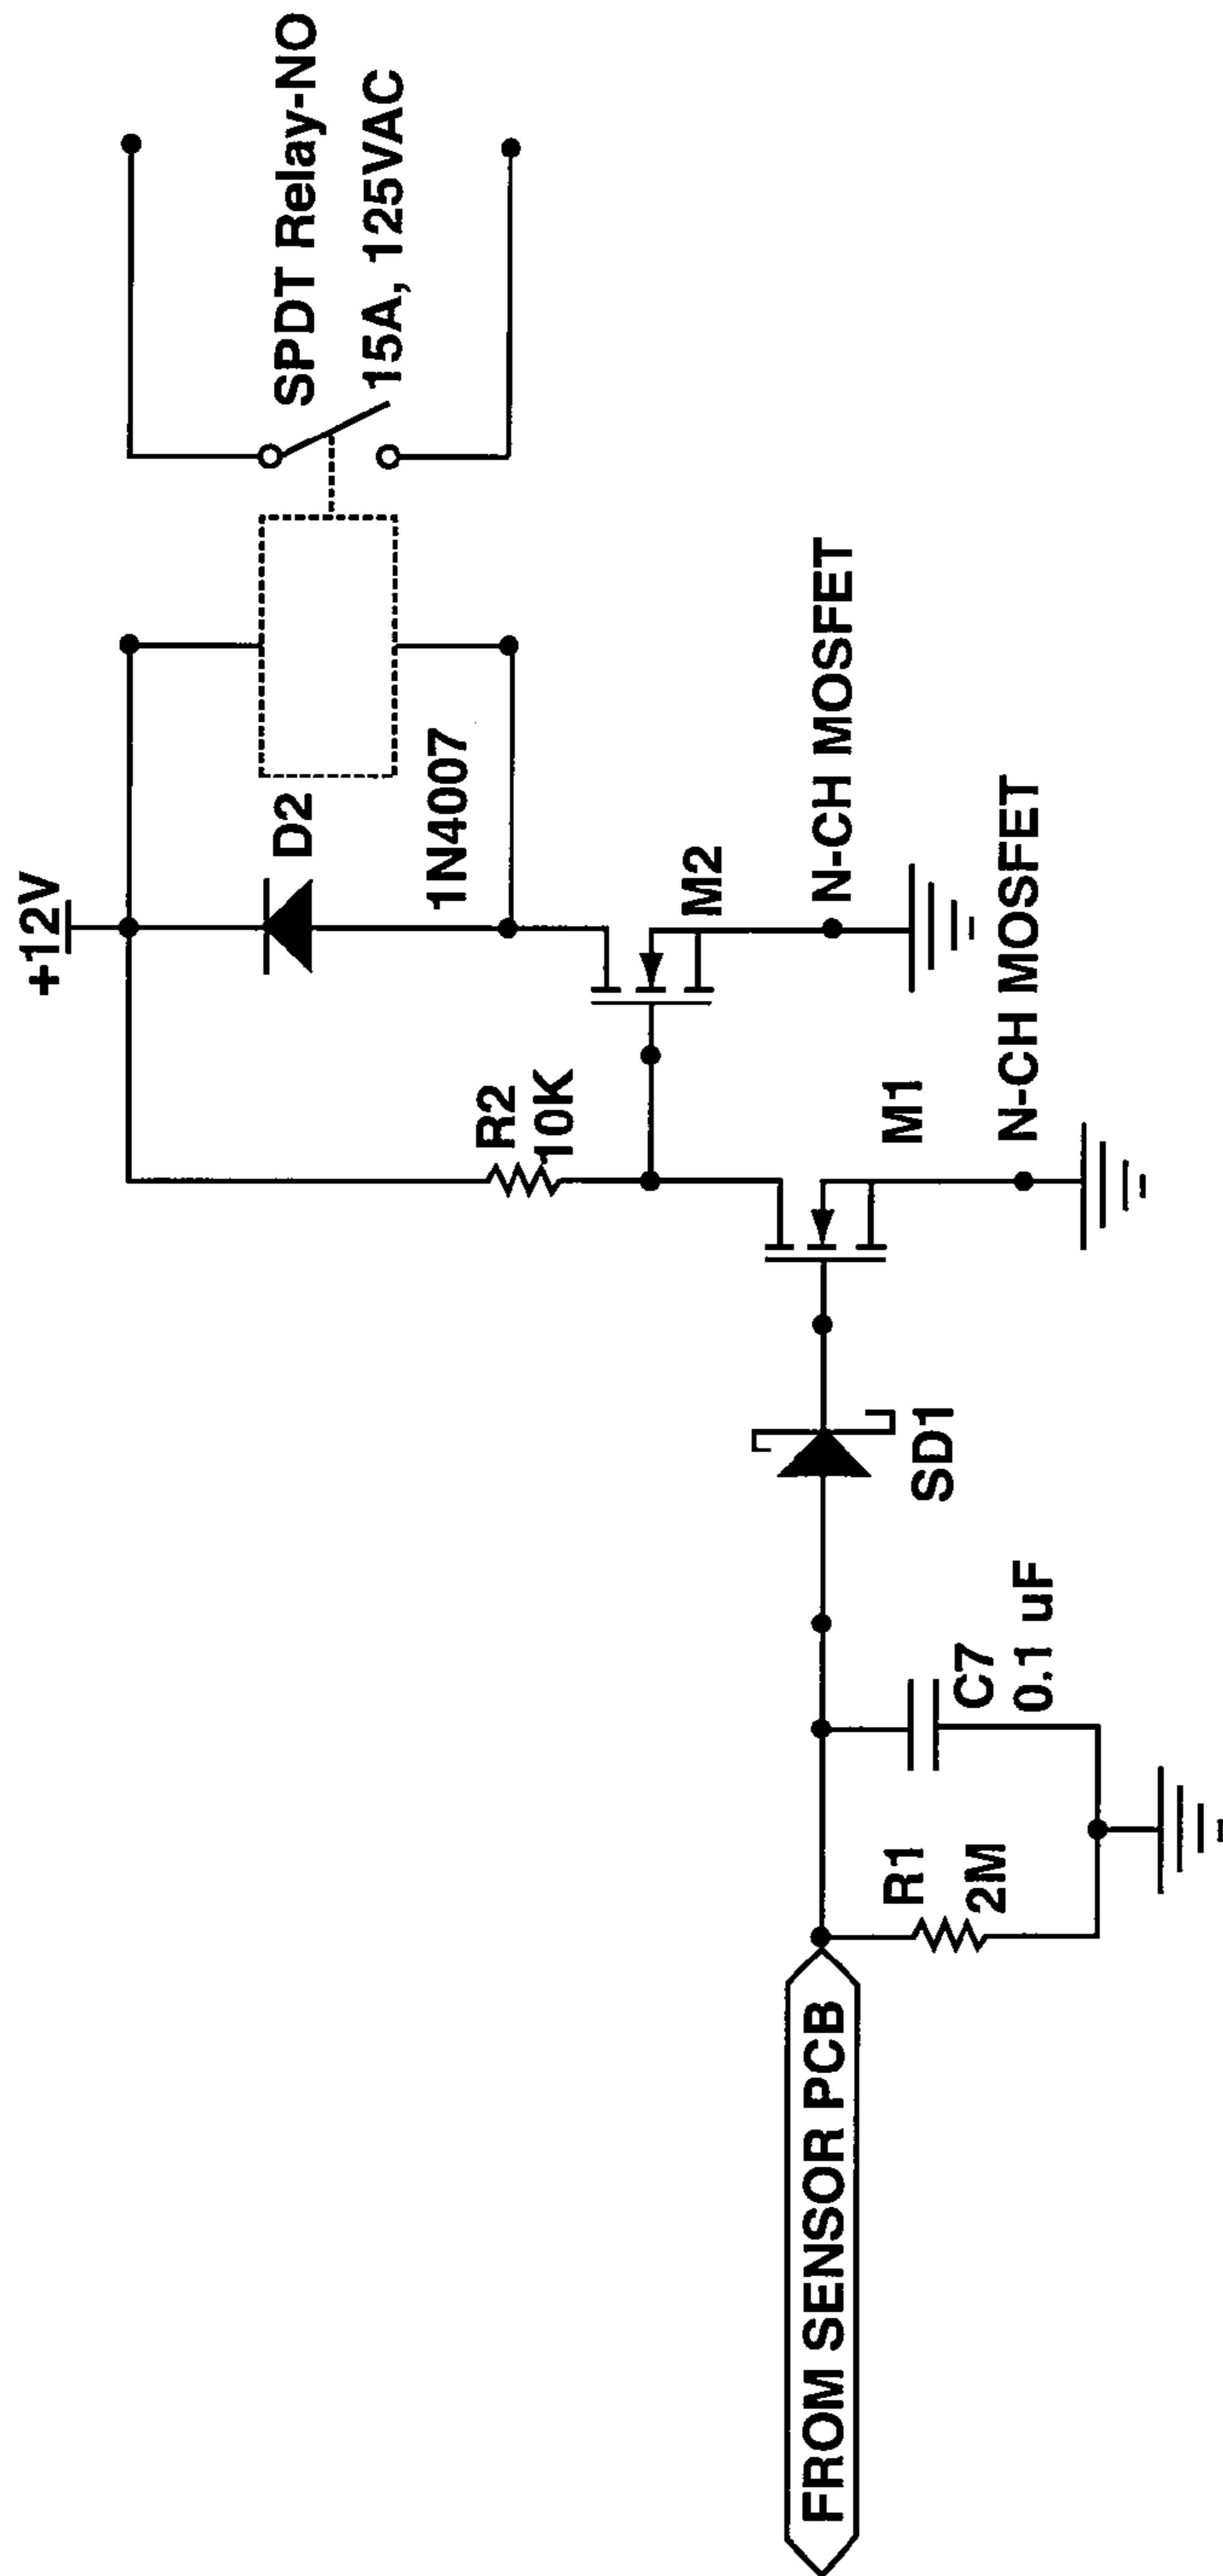 FROM SENSOR PCB
R1
2M
C7
0.1 uF
SD1
M1
N-CH MOSFET
R2
10K
M2
N-CH MOSFET
+12V
D2
1N4007
SPDT Relay-NO
15A, 125VAC